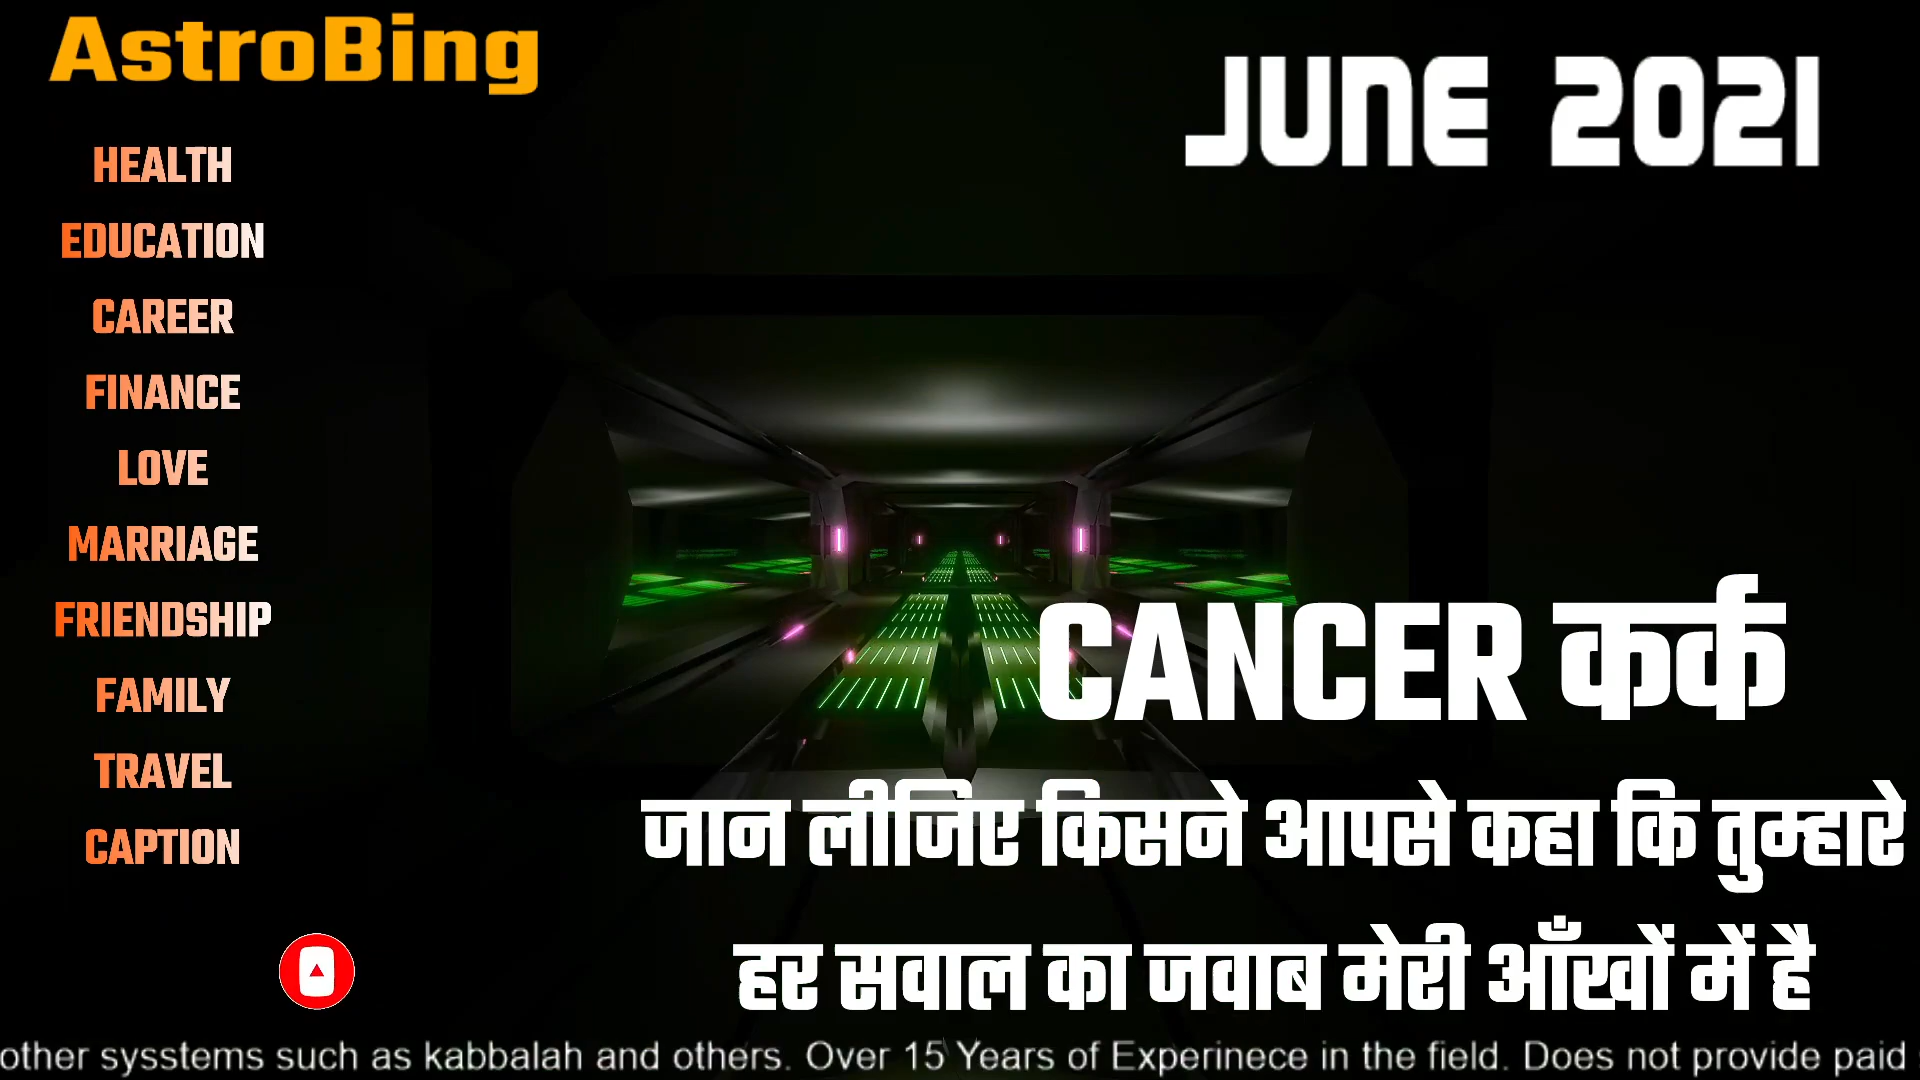 AstroBing
JUNE 2021
HEALTH
EDUCATION
CAREER
FINANCE
LOVE
MARRIAGE
FRIENDSHIP
FAMILY
TRAVEL
CAPTION
CANCER कर्क
जान लीजिए किसने आपसे कहा कि तुम्हारे
हर सवाल का जवाब मेरी आँखों में है
other sysstems such as kabbalah and others. Over 15 Years of Experinece in the field. Does not provide paid